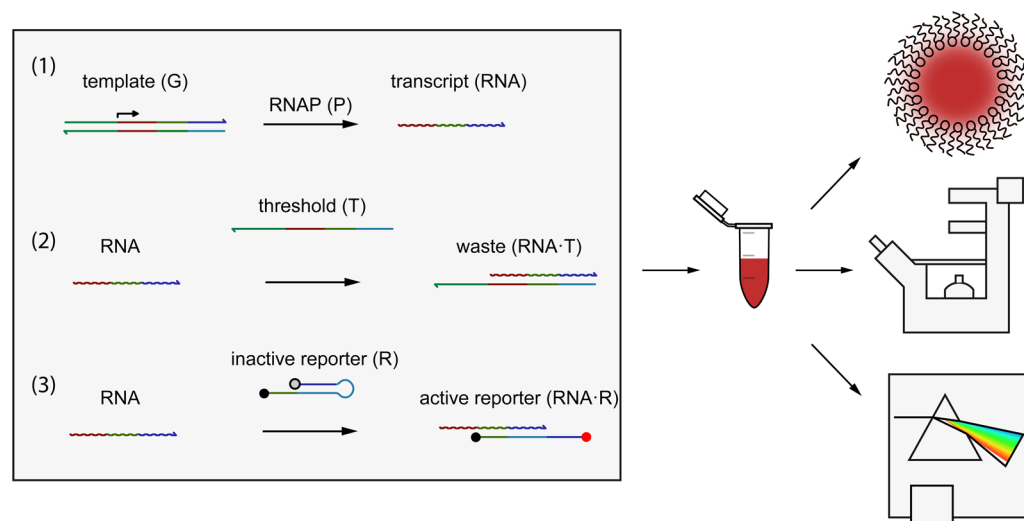 (1)
template (G)
RNAP (P)
transcript (RNA)
(2)
RNA
threshold (T)
waste (RNA·T)
(3)
RNA
inactive reporter (R)
active reporter (RNA·R)